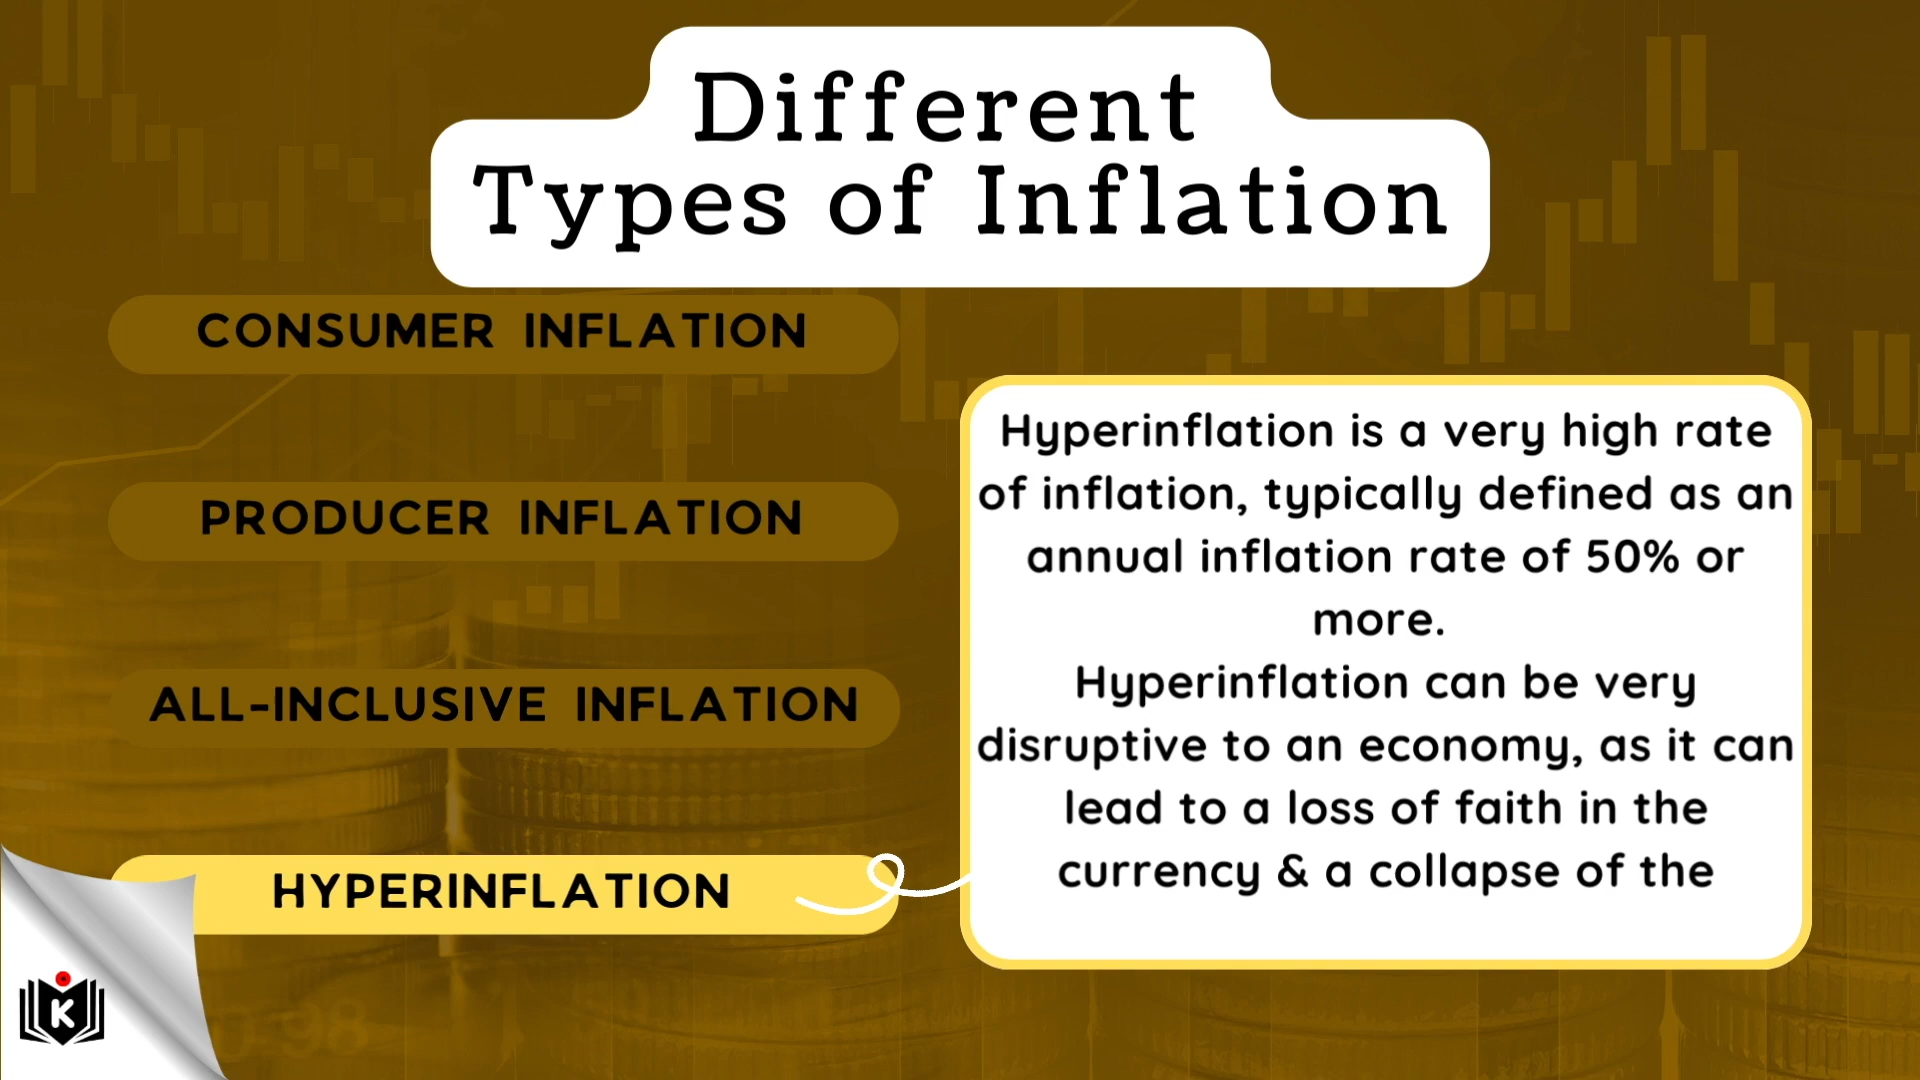 Different
Types of Inflation
CONSUMER INFLATION
PRODUCER INFLATION
ALL-INCLUSIVE INFLATION
HYPERINFLATION
Hyperinflation is a very high rate
of inflation, typically defined as an
annual inflation rate of 50% or
more.
Hyperinflation can be very
disruptive to an economy, as it can
lead to a loss of faith in the
currency & a collapse of the
K